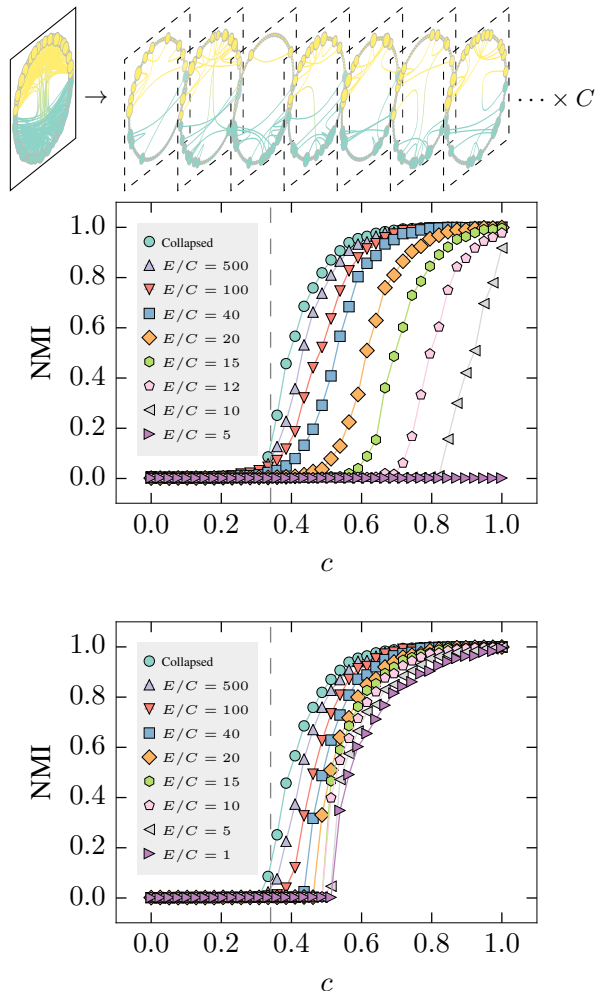 →
··· × C
1.0
0.8
0.6
0.4
0.2
0.0
NMI
Collapsed
E/C = 500
E/C = 100
E/C = 40
E/C = 20
E/C = 15
E/C = 12
E/C = 10
E/C = 5
0.0 0.2 0.4 0.6 0.8 1.0
c
1.0
0.8
0.6
0.4
0.2
0.0
NMI
Collapsed
E/C = 500
E/C = 100
E/C = 40
E/C = 20
E/C = 15
E/C = 10
E/C = 5
E/C = 1
0.0 0.2 0.4 0.6 0.8 1.0
c